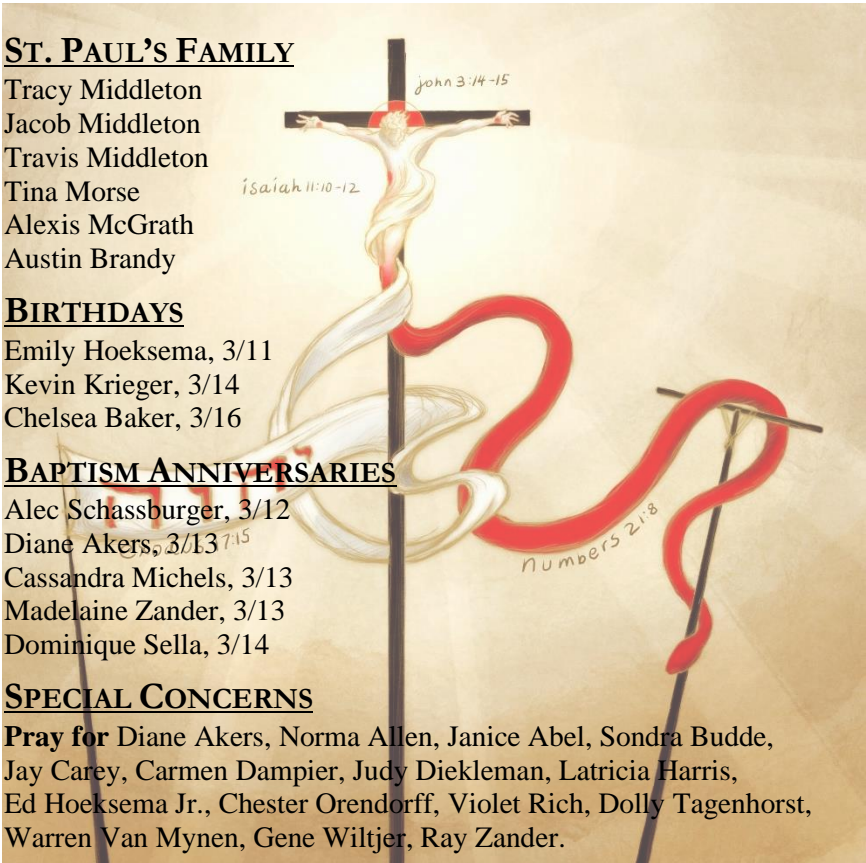 ST. PAUL'S FAMILY
Tracy Middleton
Jacob Middleton
Travis Middleton
Tina Morse
Alexis McGrath
Austin Brandy
john 3:14-15
isaiah 11:10-12
BIRTHDAYS
Emily Hoeksema, 3/11
Kevin Krieger, 3/14
Chelsea Baker, 3/16
BAPTISM ANNIVERSARIES
יהוה
Alec Schassburger, 3/12
Diane Akers, 3/13
exodus 17:15
numbers 21:8
Cassandra Michels, 3/13
Madelaine Zander, 3/13
Dominique Sella, 3/14
SPECIAL CONCERNS
Pray for Diane Akers, Norma Allen, Janice Abel, Sondra Budde,
Jay Carey, Carmen Dampier, Judy Diekleman, Latricia Harris,
Ed Hoeksema Jr., Chester Orendorff, Violet Rich, Dolly Tagenhorst,
Warren Van Mynen, Gene Wiltjer, Ray Zander.